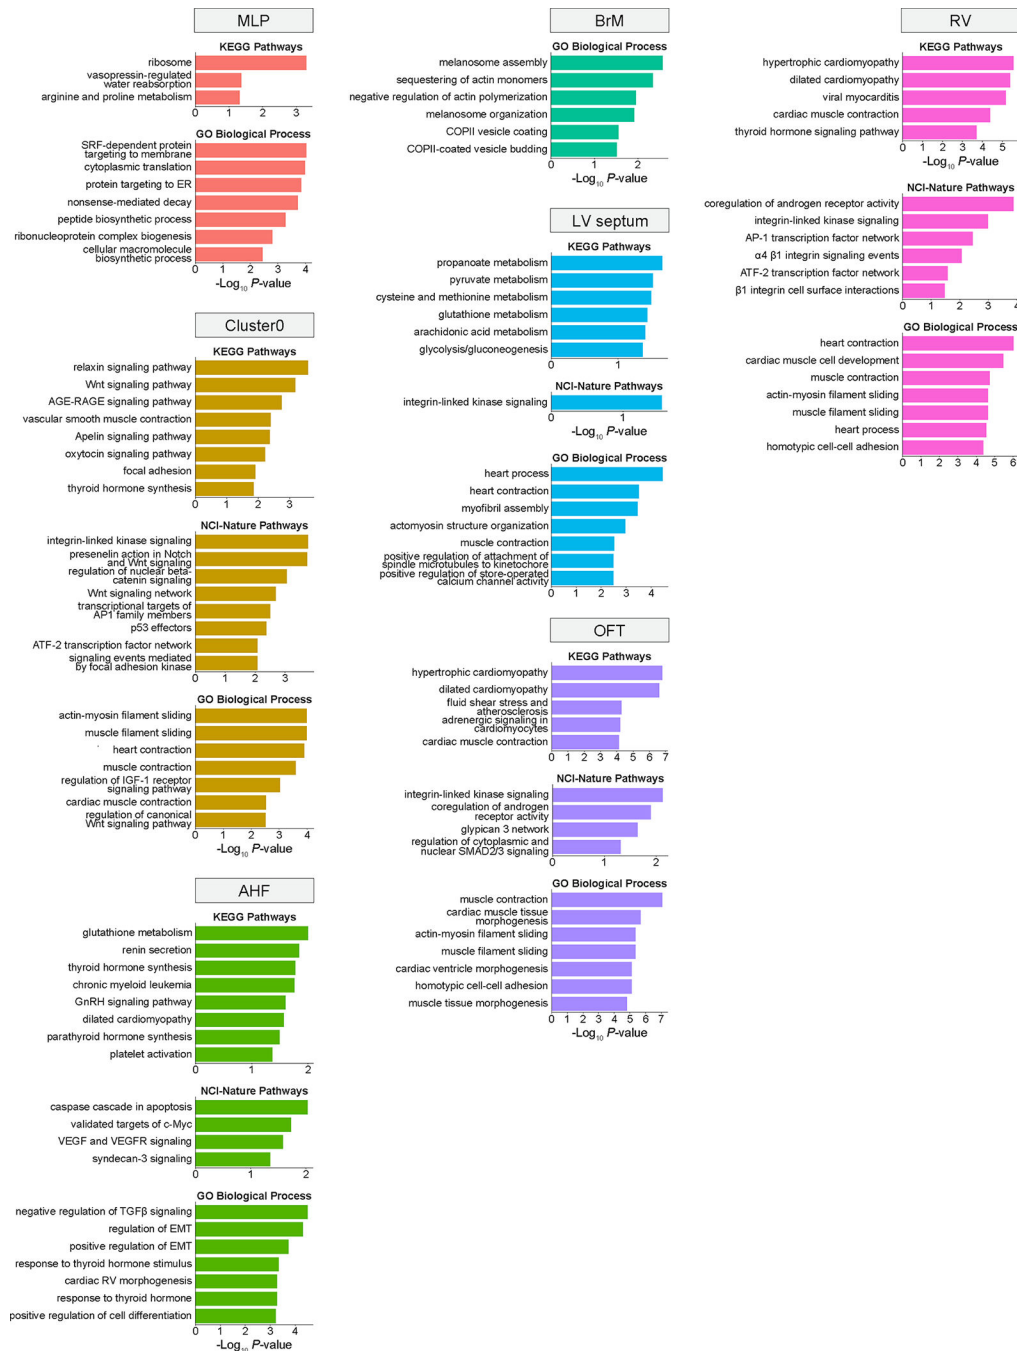 MLP
KEGG Pathways
ribosome
vasopressin-regulated
water reabsorption
arginine and proline metabolism
0 1 2 3
GO Biological Process
SRF-dependent protein
targeting to membrane
cytoplasmic translation
protein targeting to ER
nonsense-mediated decay
peptide biosynthetic process
ribonucleoprotein complex biogenesis
cellular macromolecule
biosynthetic process
0 1 2 3 4
-Log10 P-value
Cluster0
KEGG Pathways
relaxin signaling pathway
Wnt signaling pathway
AGE-RAGE signaling pathway
vascular smooth muscle contraction
Apelin signaling pathway
oxytocin signaling pathway
focal adhesion
thyroid hormone synthesis
0 1 2 3
NCI-Nature Pathways
integrin-linked kinase signaling
presenelin action in Notch
and Wnt signaling
regulation of nuclear beta-
catenin signaling
Wnt signaling network
transcriptional targets of
AP1 family members
p53 effectors
ATF-2 transcription factor network
signaling events mediated
by focal adhesion kinase
0 1 2 3
GO Biological Process
actin-myosin filament sliding
muscle filament sliding
heart contraction
muscle contraction
regulation of IGF-1 receptor
signaling pathway
cardiac muscle contraction
regulation of canonical
Wnt signaling pathway
0 1 2 3 4
-Log10 P-value
AHF
KEGG Pathways
glutathione metabolism
renin secretion
thyroid hormone synthesis
chronic myeloid leukemia
GnRH signaling pathway
dilated cardiomyopathy
parathyroid hormone synthesis
platelet activation
0 1 2
NCI-Nature Pathways
caspase cascade in apoptosis
validated targets of c-Myc
VEGF and VEGFR signaling
syndecan-3 signaling
0 1 2
GO Biological Process
negative regulation of TGFβ signaling
regulation of EMT
positive regulation of EMT
response to thyroid hormone stimulus
cardiac RV morphogenesis
response to thyroid hormone
positive regulation of cell differentiation
0 1 2 3 4
-Log10 P-value
BrM
GO Biological Process
melanosome assembly
sequestering of actin monomers
negative regulation of actin polymerization
melanosome organization
COPII vesicle coating
COPII-coated vesicle budding
0 1 2
-Log10 P-value
LV septum
KEGG Pathways
propanoate metabolism
pyruvate metabolism
cysteine and methionine metabolism
glutathione metabolism
arachidonic acid metabolism
glycolysis/gluconeogenesis
0 1
-Log10 P-value
NCI-Nature Pathways
integrin-linked kinase signaling
0 1
-Log10 P-value
GO Biological Process
heart process
heart contraction
myofibril assembly
actomyosin structure organization
muscle contraction
positive regulation of attachment of
spindle microtubules to kinetochore
positive regulation of store-operated
calcium channel activity
0 1 2 3 4
OFT
KEGG Pathways
hypertrophic cardiomyopathy
dilated cardiomyopathy
fluid shear stress and
atherosclerosis
adrenergic signaling in
cardiomyocytes
cardiac muscle contraction
0 1 2 3 4 5 6 7
NCI-Nature Pathways
integrin-linked kinase signaling
coregulation of androgen
receptor activity
glypican 3 network
regulation of cytoplasmic and
nuclear SMAD2/3 signaling
0 1 2
GO Biological Process
muscle contraction
cardiac muscle tissue
morphogenesis
actin-myosin filament sliding
muscle filament sliding
cardiac ventricle morphogenesis
homotypic cell-cell adhesion
muscle tissue morphogenesis
0 1 2 3 4 5 6 7
-Log10 P-value
RV
KEGG Pathways
hypertrophic cardiomyopathy
dilated cardiomyopathy
viral myocarditis
cardiac muscle contraction
thyroid hormone signaling pathway
0 1 2 3 4 5
-Log10 P-value
NCI-Nature Pathways
coregulation of androgen receptor activity
integrin-linked kinase signaling
AP-1 transcription factor network
α4 β1 integrin signaling events
ATF-2 transcription factor network
β1 integrin cell surface interactions
0 1 2 3 4
GO Biological Process
heart contraction
cardiac muscle cell development
muscle contraction
actin-myosin filament sliding
muscle filament sliding
heart process
homotypic cell-cell adhesion
0 1 2 3 4 5 6